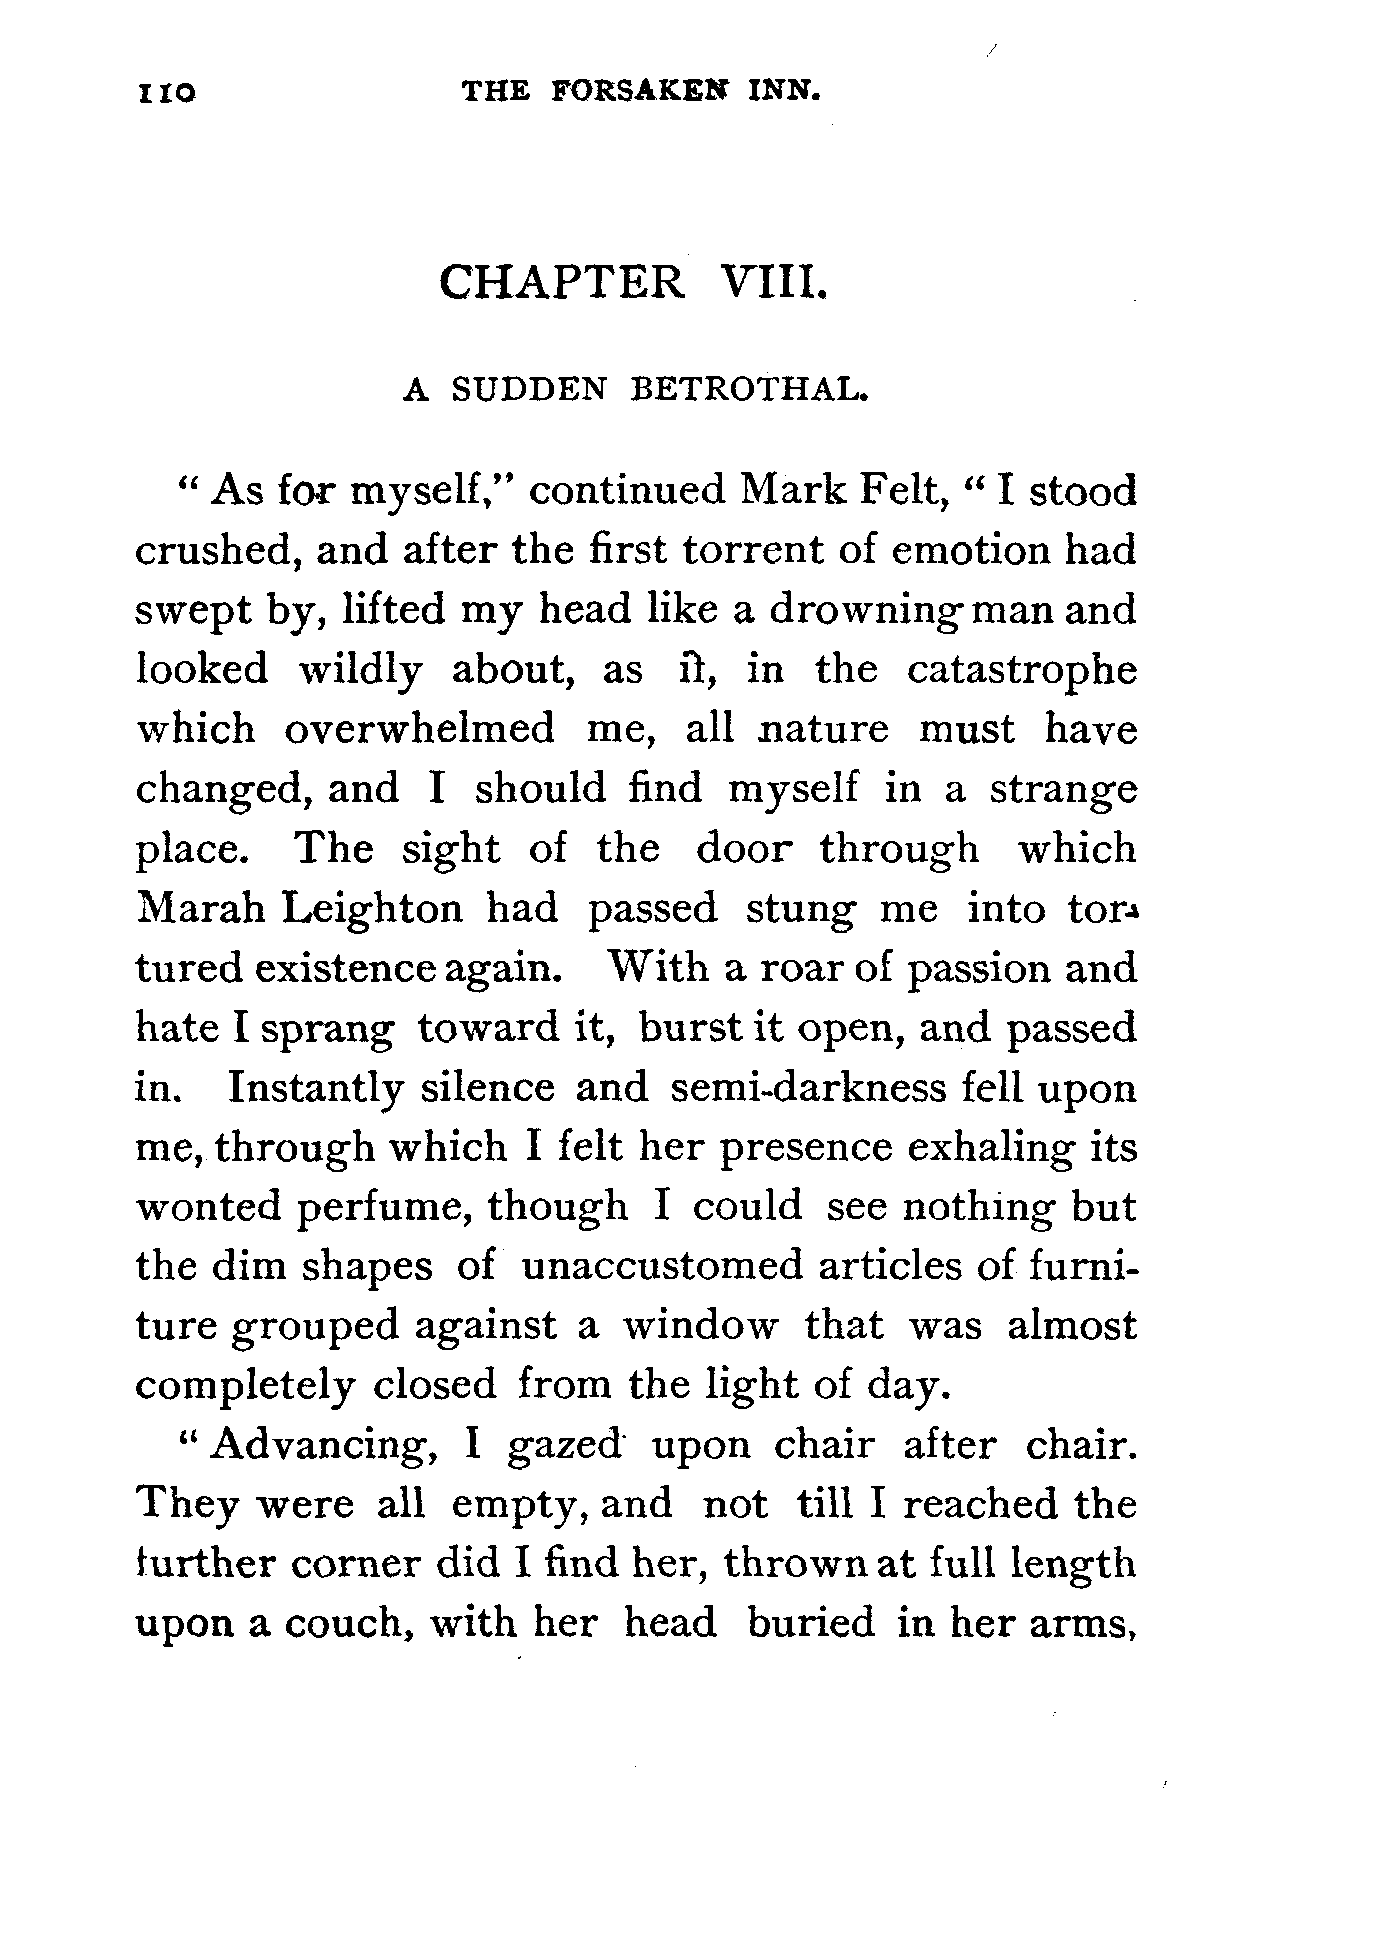 110 THE FORSAKEN INN.
CHAPTER VIII.
A SUDDEN BETROTHAL.
“ As for myself,” continued Mark Felt, “ I stood
crushed, and after the first torrent of emotion had
swept by, lifted my head like a drowning man and
looked wildly about, as if, in the catastrophe
which overwhelmed me, all nature must have
changed, and I should find myself in a strange
place. The sight of the door through which
Marah Leighton had passed stung me into tor-
tured existence again. With a roar of passion and
hate I sprang toward it, burst it open, and passed
in. Instantly silence and semi-darkness fell upon
me, through which I felt her presence exhaling its
wonted perfume, though I could see nothing but
the dim shapes of unaccustomed articles of furni-
ture grouped against a window that was almost
completely closed from the light of day.
“ Advancing, I gazed upon chair after chair.
They were all empty, and not till I reached the
further corner did I find her, thrown at full length
upon a couch, with her head buried in her arms,